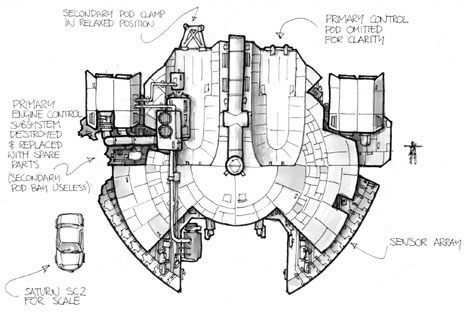 SECONDARY POD CLAMP
IN RELAXED POSITION
PRIMARY CONTROL
POD OMITTED
FOR CLARITY
PRIMARY
ENGINE CONTROL
SUBSYSTEM
DESTROYED
& REPLACED
WITH SPARE
PARTS
(SECONDARY
POD BAY USELESS)
SENSOR ARRAY
SATURN SC2
FOR SCALE